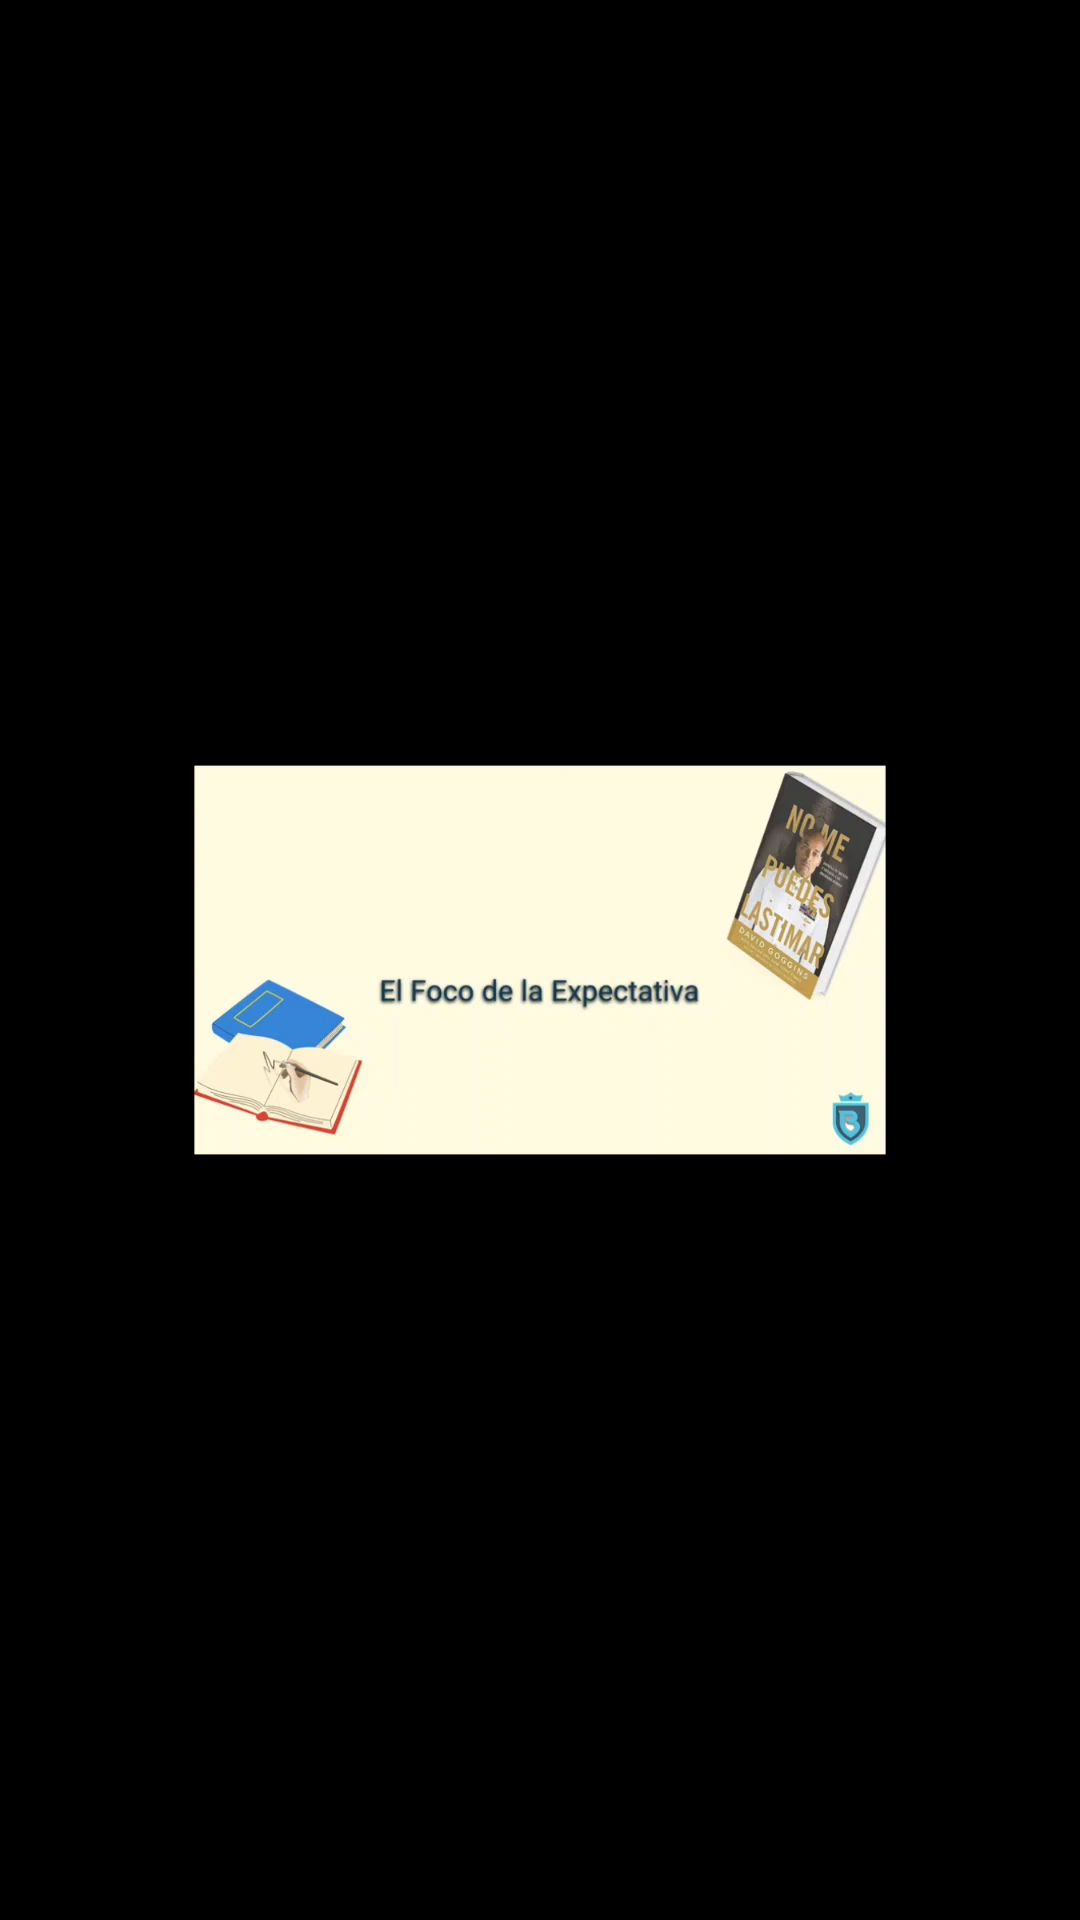 NO ME
PUEDES
LASTIMAR
DAVID GOGGINS
El Foco de la Expectativa
B